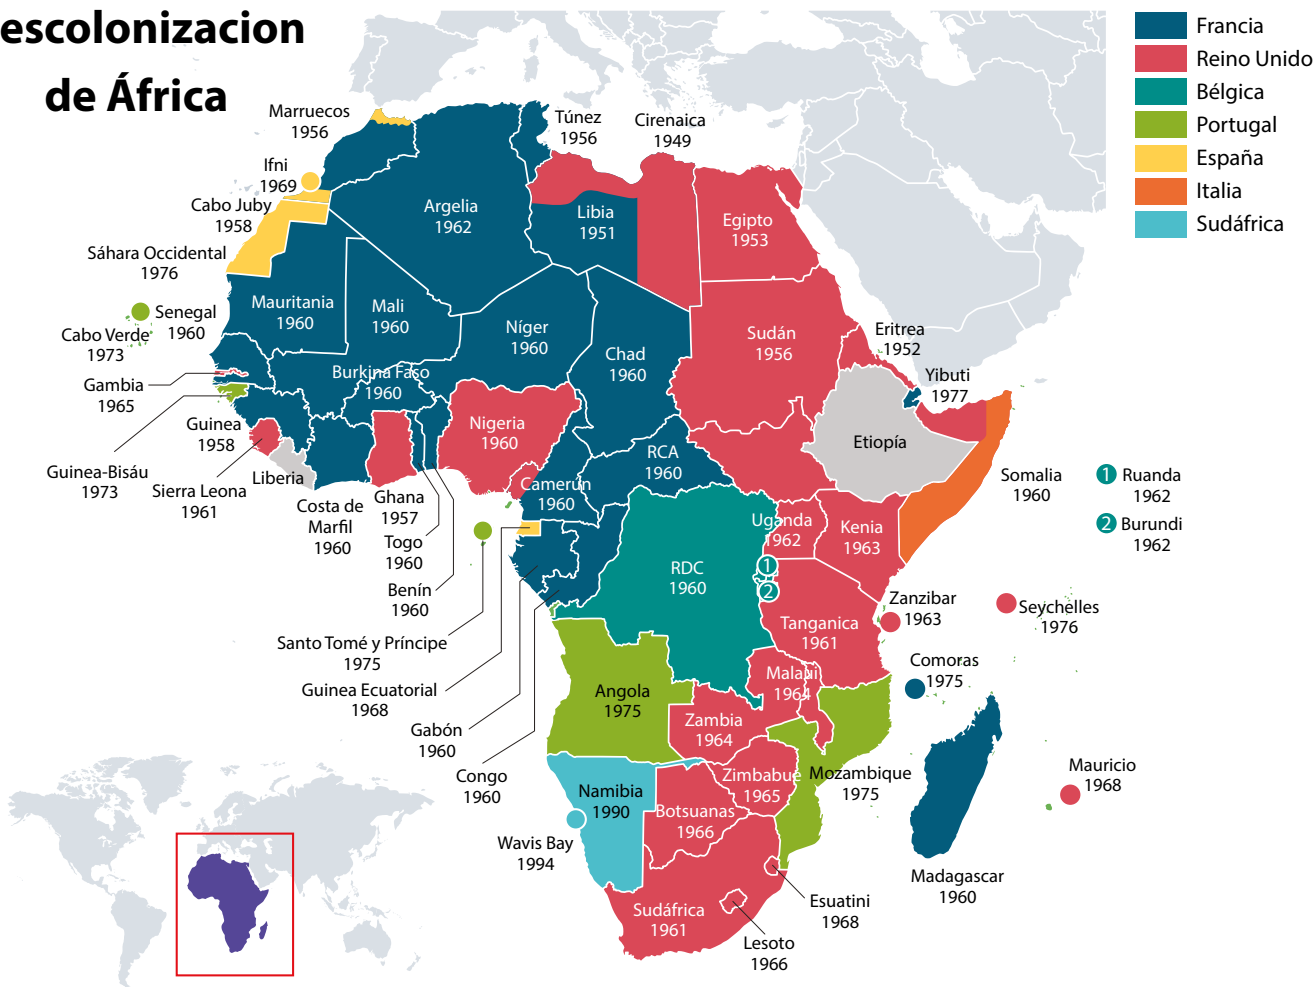 escolonizacion
de África
Francia
Reino Unido
Bélgica
Portugal
España
Italia
Sudáfrica
Marruecos
1956
Túnez
1956
Cirenaica
1949
Ifni
1969
Cabo Juby
1958
Sáhara Occidental
1976
Argelia
1962
Libia
1951
Egipto
1953
Senegal
1960
Cabo Verde
1973
Mauritania
1960
Mali
1960
Níger
1960
Chad
1960
Sudán
1956
Eritrea
1952
Yibuti
1977
Gambia
1965
Burkina Faso
1960
Guinea
1958
Guinea-Bisáu
1973
Sierra Leona
1961
Liberia
Costa de
Marfil
1960
Ghana
1957
Togo
1960
Benín
1960
Nigeria
1960
Camerún
1960
RCA
1960
Etiopía
Somalia
1960
1 Ruanda
1962
2 Burundi
1962
Uganda
1962
Kenia
1963
RDC
1960
1
2
Zanzibar
1963
Seychelles
1976
Tanganica
1961
Santo Tomé y Príncipe
1975
Guinea Ecuatorial
1968
Gabón
1960
Congo
1960
Comoras
1975
Angola
1975
Malaui
1964
Zambia
1964
Mozambique
1975
Zimbabue
1965
Mauricio
1968
Namibia
1990
Botsuanas
1966
Wavis Bay
1994
Madagascar
1960
Sudáfrica
1961
Esuatini
1968
Lesoto
1966